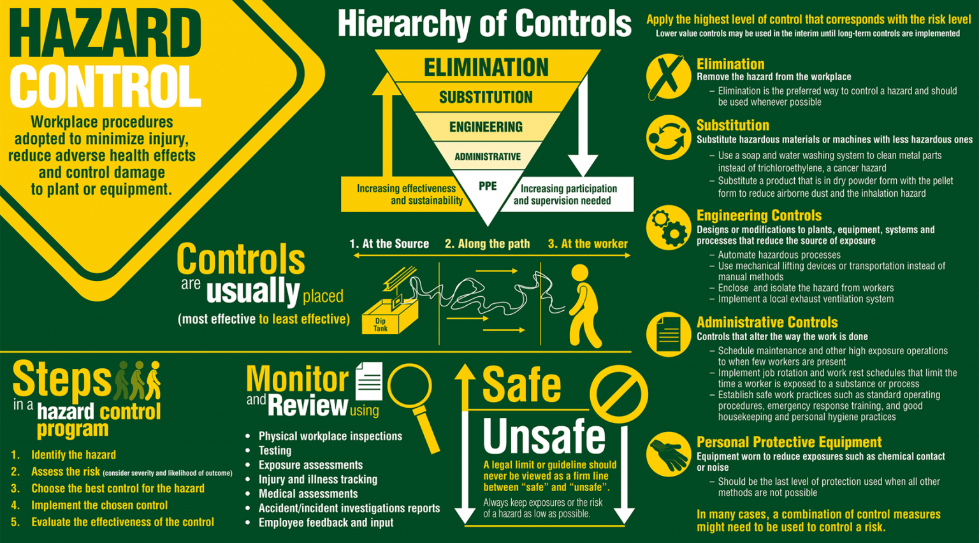 HAZARD
CONTROL
Workplace procedures
adopted to minimize injury,
reduce adverse health effects
and control damage
to plant or equipment.
Hierarchy of Controls
ELIMINATION
SUBSTITUTION
ENGINEERING
ADMINISTRATIVE
PPE
Increasing effectiveness
and sustainability
Increasing participation
and supervision needed
Controls
are usually placed
(most effective to least effective)
1. At the Source
2. Along the path
3. At the worker
Dip
Tank
Steps
in a hazard control
program
1. Identify the hazard
2. Assess the risk (consider severity and likelihood of outcome)
3. Choose the best control for the hazard
4. Implement the chosen control
5. Evaluate the effectiveness of the control
Monitor
and Review using
• Physical workplace inspections
• Testing
• Exposure assessments
• Injury and illness tracking
• Medical assessments
• Accident/incident investigations reports
• Employee feedback and input
Safe
Unsafe
A legal limit or guideline should
never be viewed as a firm line
between “safe” and “unsafe”.
Always keep exposures or the risk
of a hazard as low as possible.
Apply the highest level of control that corresponds with the risk level
Lower value controls may be used in the interim until long-term controls are implemented
Elimination
Remove the hazard from the workplace
– Elimination is the preferred way to control a hazard and should
be used whenever possible
Substitution
Substitute hazardous materials or machines with less hazardous ones
– Use a soap and water washing system to clean metal parts
instead of trichloroethylene, a cancer hazard
– Substitute a product that is in dry powder form with the pellet
form to reduce airborne dust and the inhalation hazard
Engineering Controls
Designs or modifications to plants, equipment, systems and
processes that reduce the source of exposure
– Automate hazardous processes
– Use mechanical lifting devices or transportation instead of
manual methods
– Enclose and isolate the hazard from workers
– Implement a local exhaust ventilation system
Administrative Controls
Controls that alter the way the work is done
– Schedule maintenance and other high exposure operations
to when few workers are present
– Implement job rotation and work rest schedules that limit the
time a worker is exposed to a substance or process
– Establish safe work practices such as standard operating
procedures, emergency response training, and good
housekeeping and personal hygiene practices
Personal Protective Equipment
Equipment worn to reduce exposures such as chemical contact
or noise
– Should be the last level of protection used when all other
methods are not possible
In many cases, a combination of control measures
might need to be used to control a risk.